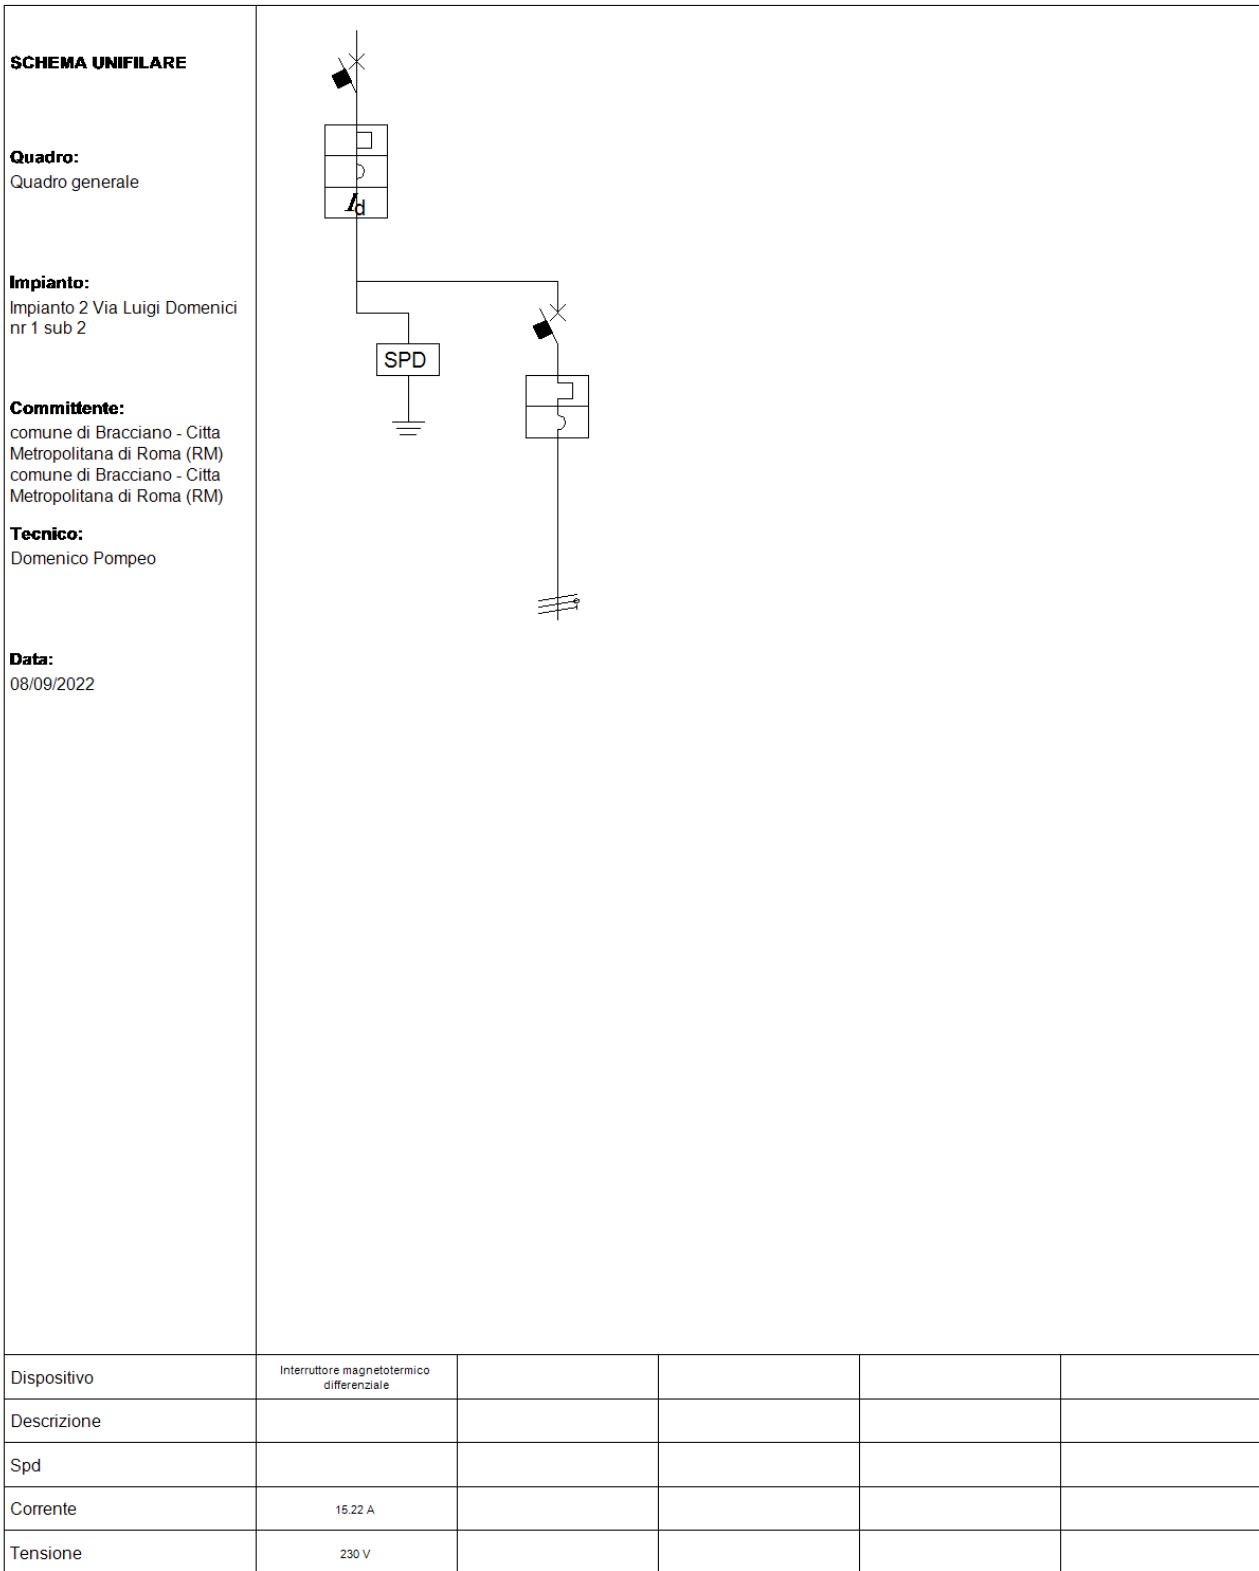 SCHEMA UNIFILARE
Quadro:
Quadro generale
Impianto:
Impianto 2 Via Luigi Domenici
nr 1 sub 2
Committente:
comune di Bracciano - Citta
Metropolitana di Roma (RM)
comune di Bracciano - Citta
Metropolitana di Roma (RM)
Tecnico:
Domenico Pompeo
Data:
08/09/2022
Id
SPD
Dispositivo
Interruttore magnetotermico
differenziale
Descrizione
Spd
Corrente
15.22 A
Tensione
230 V